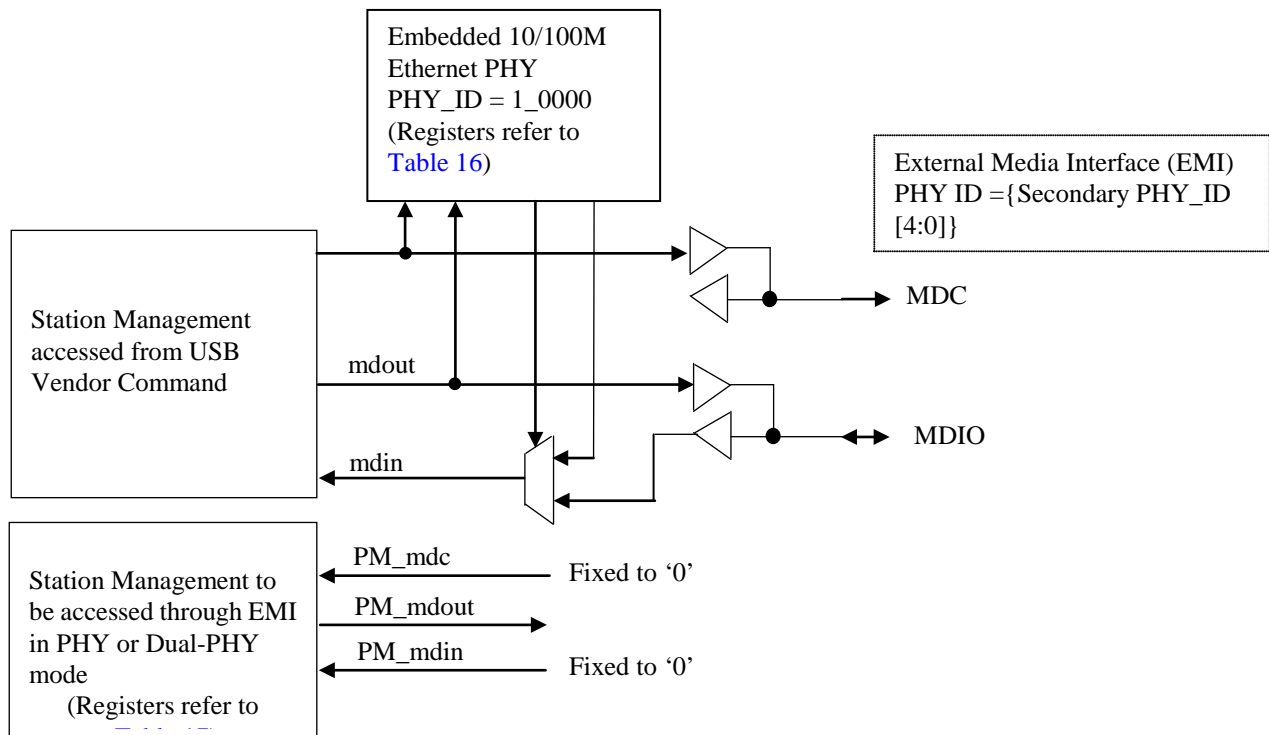 Embedded 10/100M
Ethernet PHY
PHY_ID = 1_0000
(Registers refer to
Table 16)
External Media Interface (EMI)
PHY ID ={Secondary PHY_ID
[4:0]}
MDC
Station Management
accessed from USB
Vendor Command
mdout
MDIO
mdin
Station Management to
be accessed through EMI
in PHY or Dual-PHY
mode
(Registers refer to
PM_mdc
Fixed to ‘0’
PM_mdout
PM_mdin
Fixed to ‘0’